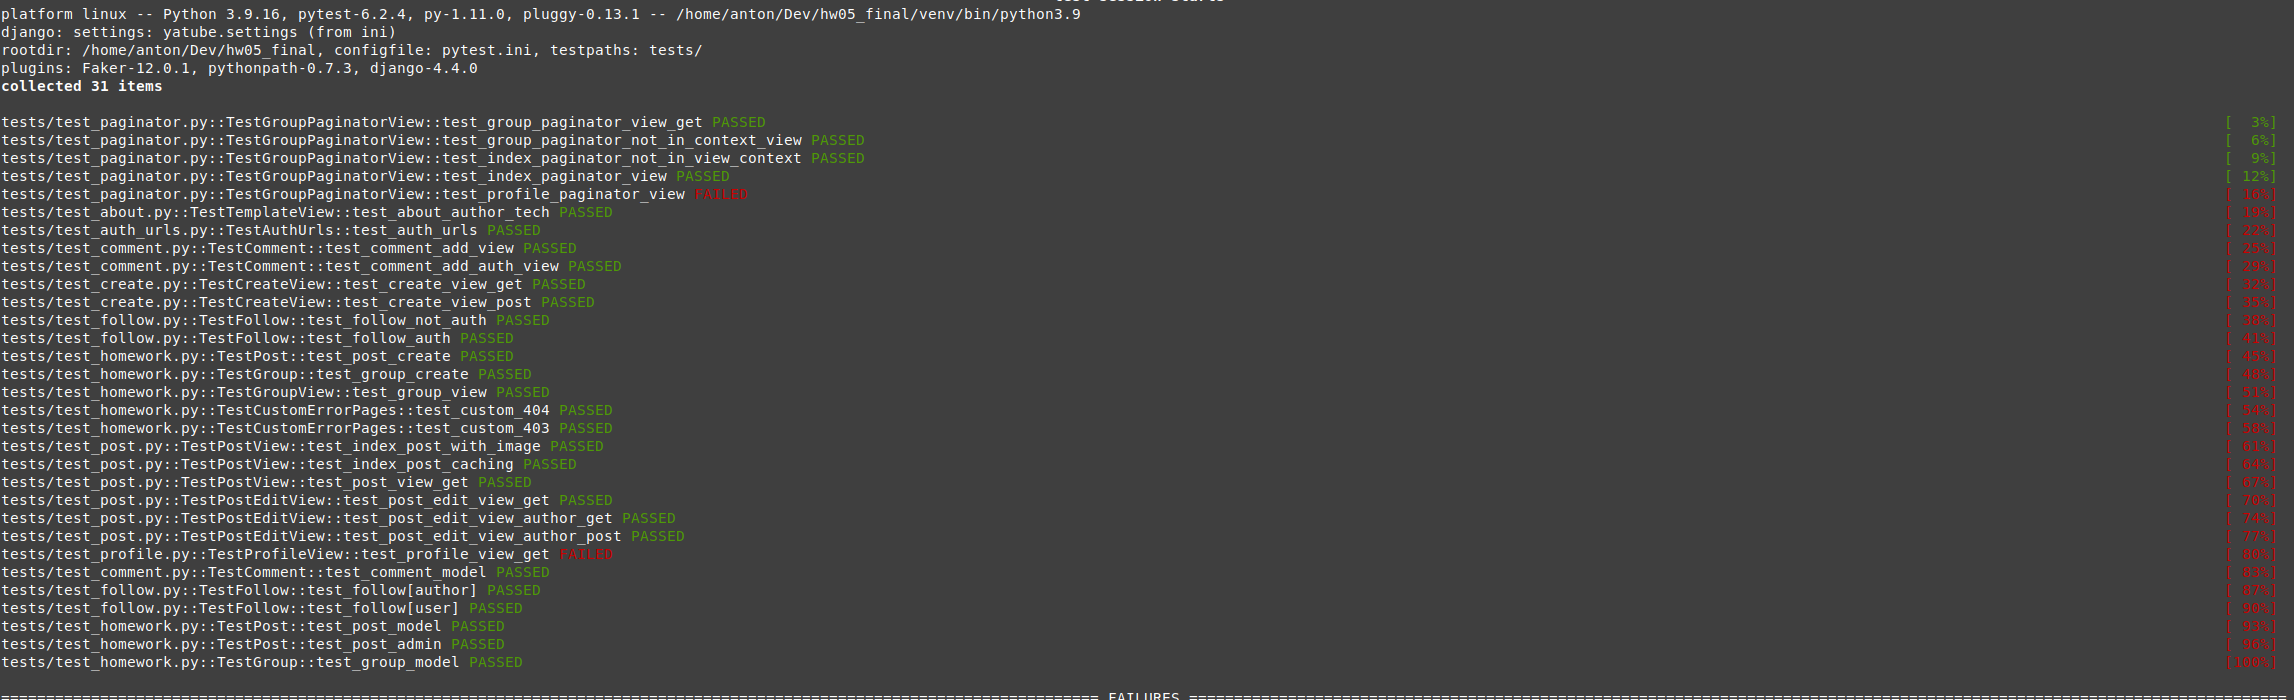 platform linux -- Python 3.9.16, pytest-6.2.4, py-1.11.0, pluggy-0.13.1 -- /home/anton/Dev/hw05_final/venv/bin/python3.9
django: settings: yatube.settings (from ini)
rootdir: /home/anton/Dev/hw05_final, configfile: pytest.ini, testpaths: tests/
plugins: Faker-12.0.1, pythonpath-0.7.3, django-4.4.0
collected 31 items
tests/test_paginator.py::TestGroupPaginatorView::test_group_paginator_view_get PASSED [  3%]
tests/test_paginator.py::TestGroupPaginatorView::test_group_paginator_not_in_context_view PASSED [  6%]
tests/test_paginator.py::TestGroupPaginatorView::test_index_paginator_not_in_view_context PASSED [  9%]
tests/test_paginator.py::TestGroupPaginatorView::test_index_paginator_view PASSED [ 12%]
tests/test_paginator.py::TestGroupPaginatorView::test_profile_paginator_view FAILED [ 16%]
tests/test_about.py::TestTemplateView::test_about_author_tech PASSED [ 19%]
tests/test_auth_urls.py::TestAuthUrls::test_auth_urls PASSED [ 22%]
tests/test_comment.py::TestComment::test_comment_add_view PASSED [ 25%]
tests/test_comment.py::TestComment::test_comment_add_auth_view PASSED [ 29%]
tests/test_create.py::TestCreateView::test_create_view_get PASSED [ 32%]
tests/test_create.py::TestCreateView::test_create_view_post PASSED [ 35%]
tests/test_follow.py::TestFollow::test_follow_not_auth PASSED [ 38%]
tests/test_follow.py::TestFollow::test_follow_auth PASSED [ 41%]
tests/test_homework.py::TestPost::test_post_create PASSED [ 45%]
tests/test_homework.py::TestGroup::test_group_create PASSED [ 48%]
tests/test_homework.py::TestGroupView::test_group_view PASSED [ 51%]
tests/test_homework.py::TestCustomErrorPages::test_custom_404 PASSED [ 54%]
tests/test_homework.py::TestCustomErrorPages::test_custom_403 PASSED [ 58%]
tests/test_post.py::TestPostView::test_index_post_with_image PASSED [ 61%]
tests/test_post.py::TestPostView::test_index_post_caching PASSED [ 64%]
tests/test_post.py::TestPostView::test_post_view_get PASSED [ 67%]
tests/test_post.py::TestPostEditView::test_post_edit_view_get PASSED [ 70%]
tests/test_post.py::TestPostEditView::test_post_edit_view_author_get PASSED [ 74%]
tests/test_post.py::TestPostEditView::test_post_edit_view_author_post PASSED [ 77%]
tests/test_profile.py::TestProfileView::test_profile_view_get FAILED [ 80%]
tests/test_comment.py::TestComment::test_comment_model PASSED [ 83%]
tests/test_follow.py::TestFollow::test_follow[author] PASSED [ 87%]
tests/test_follow.py::TestFollow::test_follow[user] PASSED [ 90%]
tests/test_homework.py::TestPost::test_post_model PASSED [ 93%]
tests/test_homework.py::TestPost::test_post_admin PASSED [ 96%]
tests/test_homework.py::TestGroup::test_group_model PASSED [100%]
FAILURES